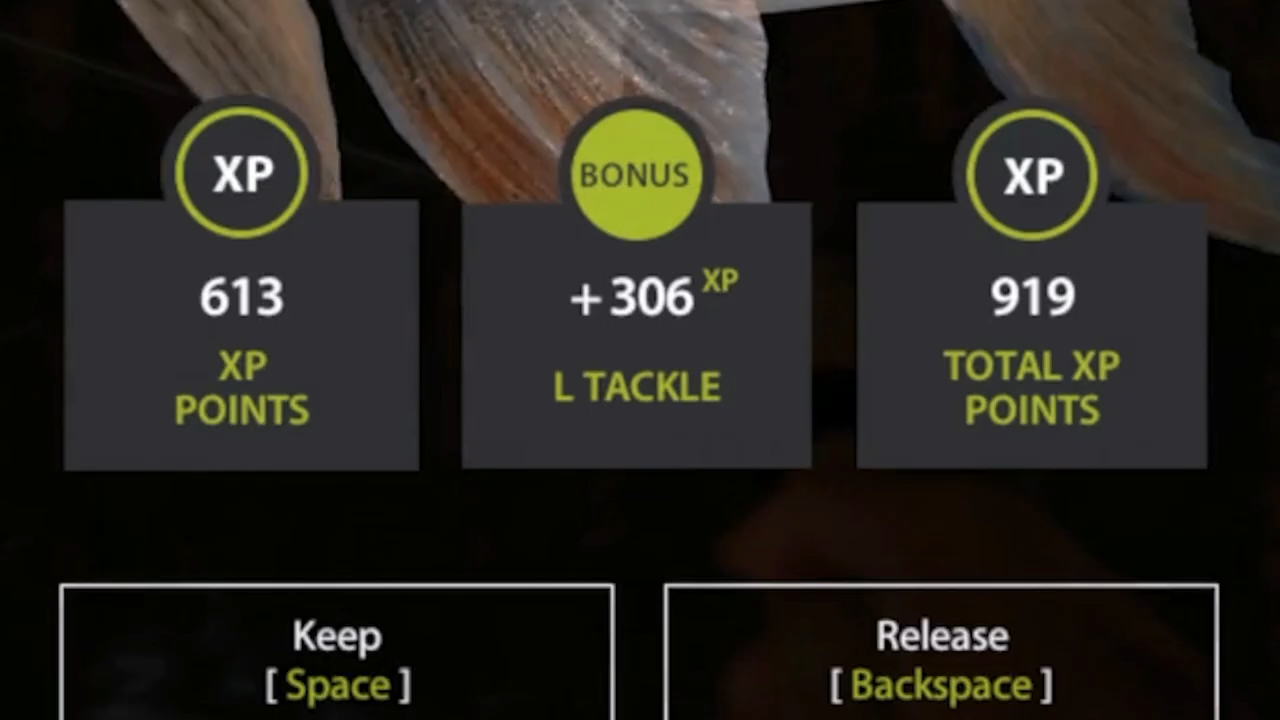 XP
BONUS
XP
613
+306 XP
919
XP
POINTS
L TACKLE
TOTAL XP
POINTS
Keep
[ Space ]
Release
[ Backspace ]